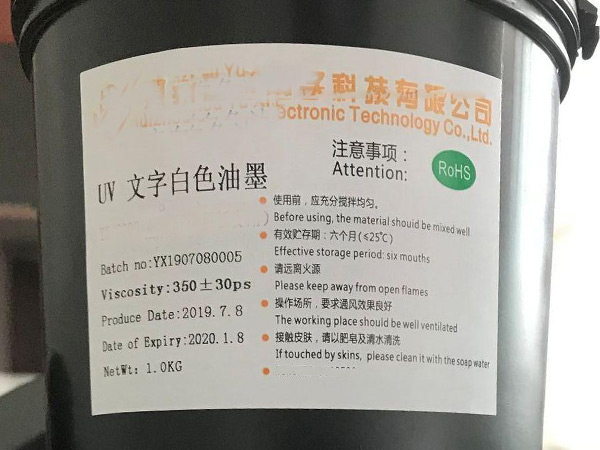 子科技有限公司
ectronic Technology Co.,Ltd.
注意事项：
Attention:
RoHS
UV 文字白色油墨
Batch no:YX1907080005
Viscosity:350±30ps
Produce Date:2019.7.8
Date of Expiry:2020.1.8
NetWt: 1.0KG
使用前，应充分搅拌均匀。
Before using, the material should be mixed well
有效贮存期：六个月(≤25℃)
Effective storage period: six mouths
请远离火源
Please keep away from open flames
操作场所，要求通风效果良好
The working place should be well ventilated
接触皮肤，请以肥皂及清水清洗
If touched by skins, please clean it with the soap water